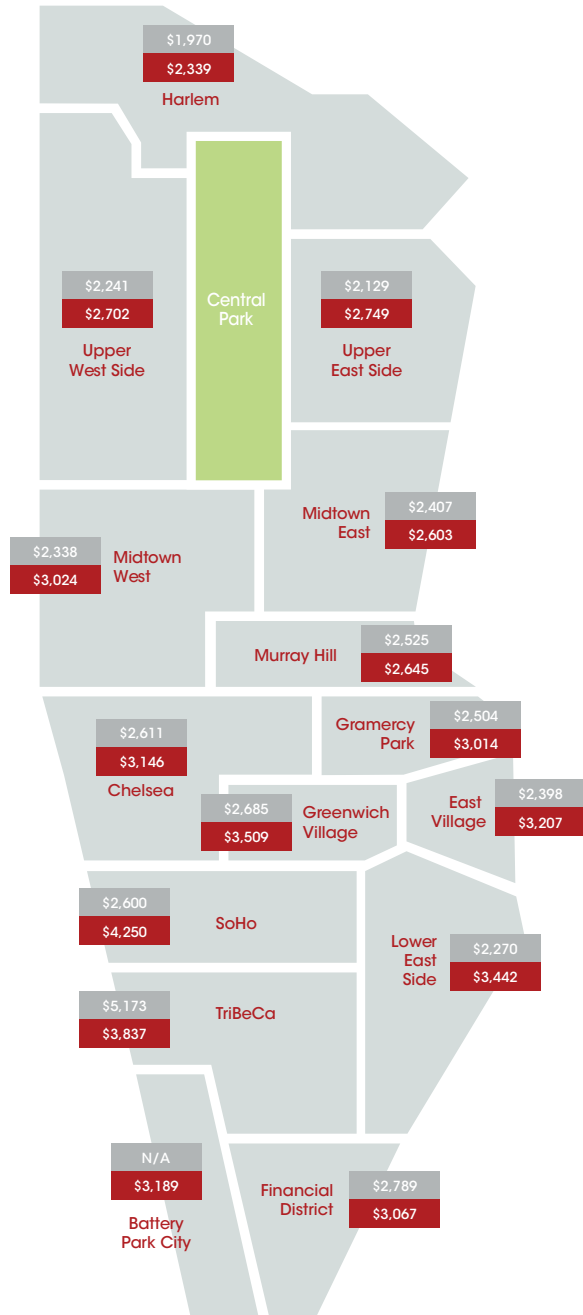 $1,970
$2,339
Harlem
$2,241
$2,702
Upper
West Side
Central
Park
$2,129
$2,749
Upper
East Side
Midtown
East
$2,407
$2,603
$2,338
$3,024
Midtown
West
Murray Hill
$2,525
$2,645
$2,611
$3,146
Chelsea
Gramercy
Park
$2,504
$3,014
$2,685
$3,509
Greenwich
Village
East
Village
$2,398
$3,207
$2,600
$4,250
SoHo
Lower
East
Side
$2,270
$3,442
$5,173
$3,837
TriBeCa
N/A
$3,189
Battery
Park City
Financial
District
$2,789
$3,067